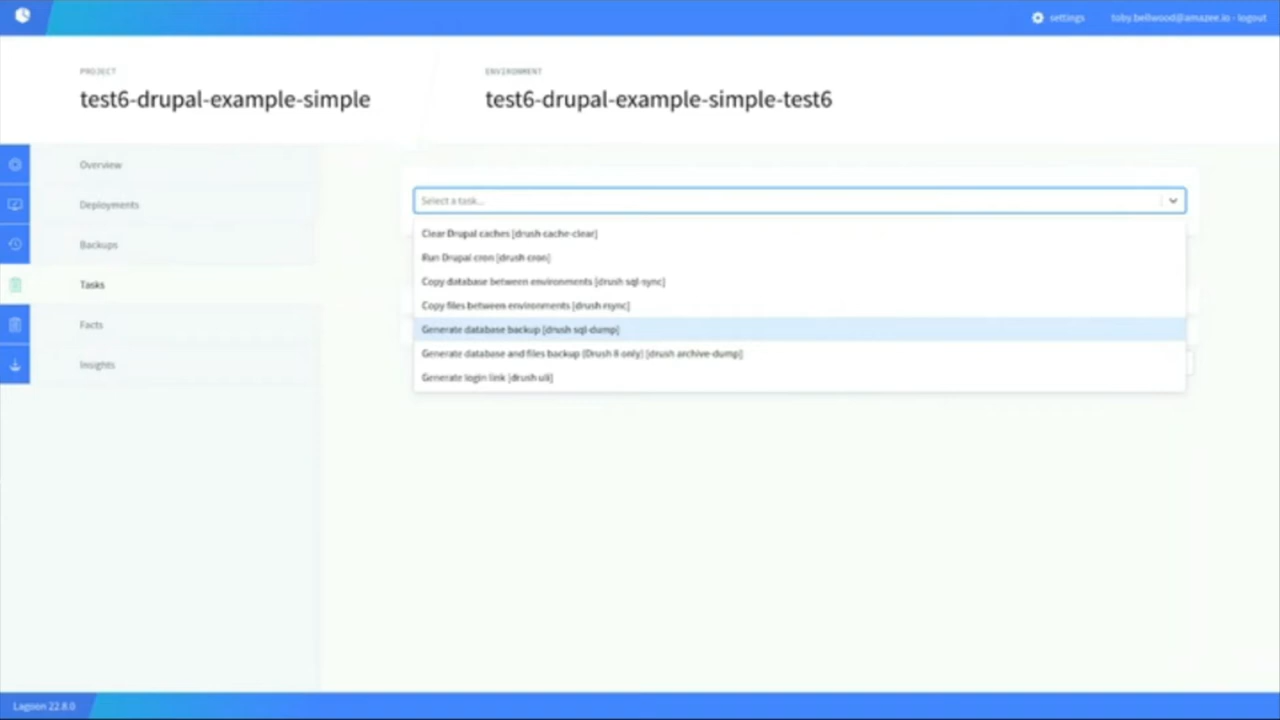 settings
toby.bellwood@amazee.io - logout
PROJECT
test6-drupal-example-simple
ENVIRONMENT
test6-drupal-example-simple-test6
Overview
Deployments
Backups
Tasks
Facts
Insights
Select a task...
Clear Drupal caches [drush cache-clear]
Run Drupal cron [drush cron]
Copy database between environments [drush sql-sync]
Copy files between environments [drush rsync]
Generate database backup [drush sql-dump]
Generate database and files backup (Drush 8 only) [drush archive-dump]
Generate login link [drush uli]
Lagoon 22.8.0